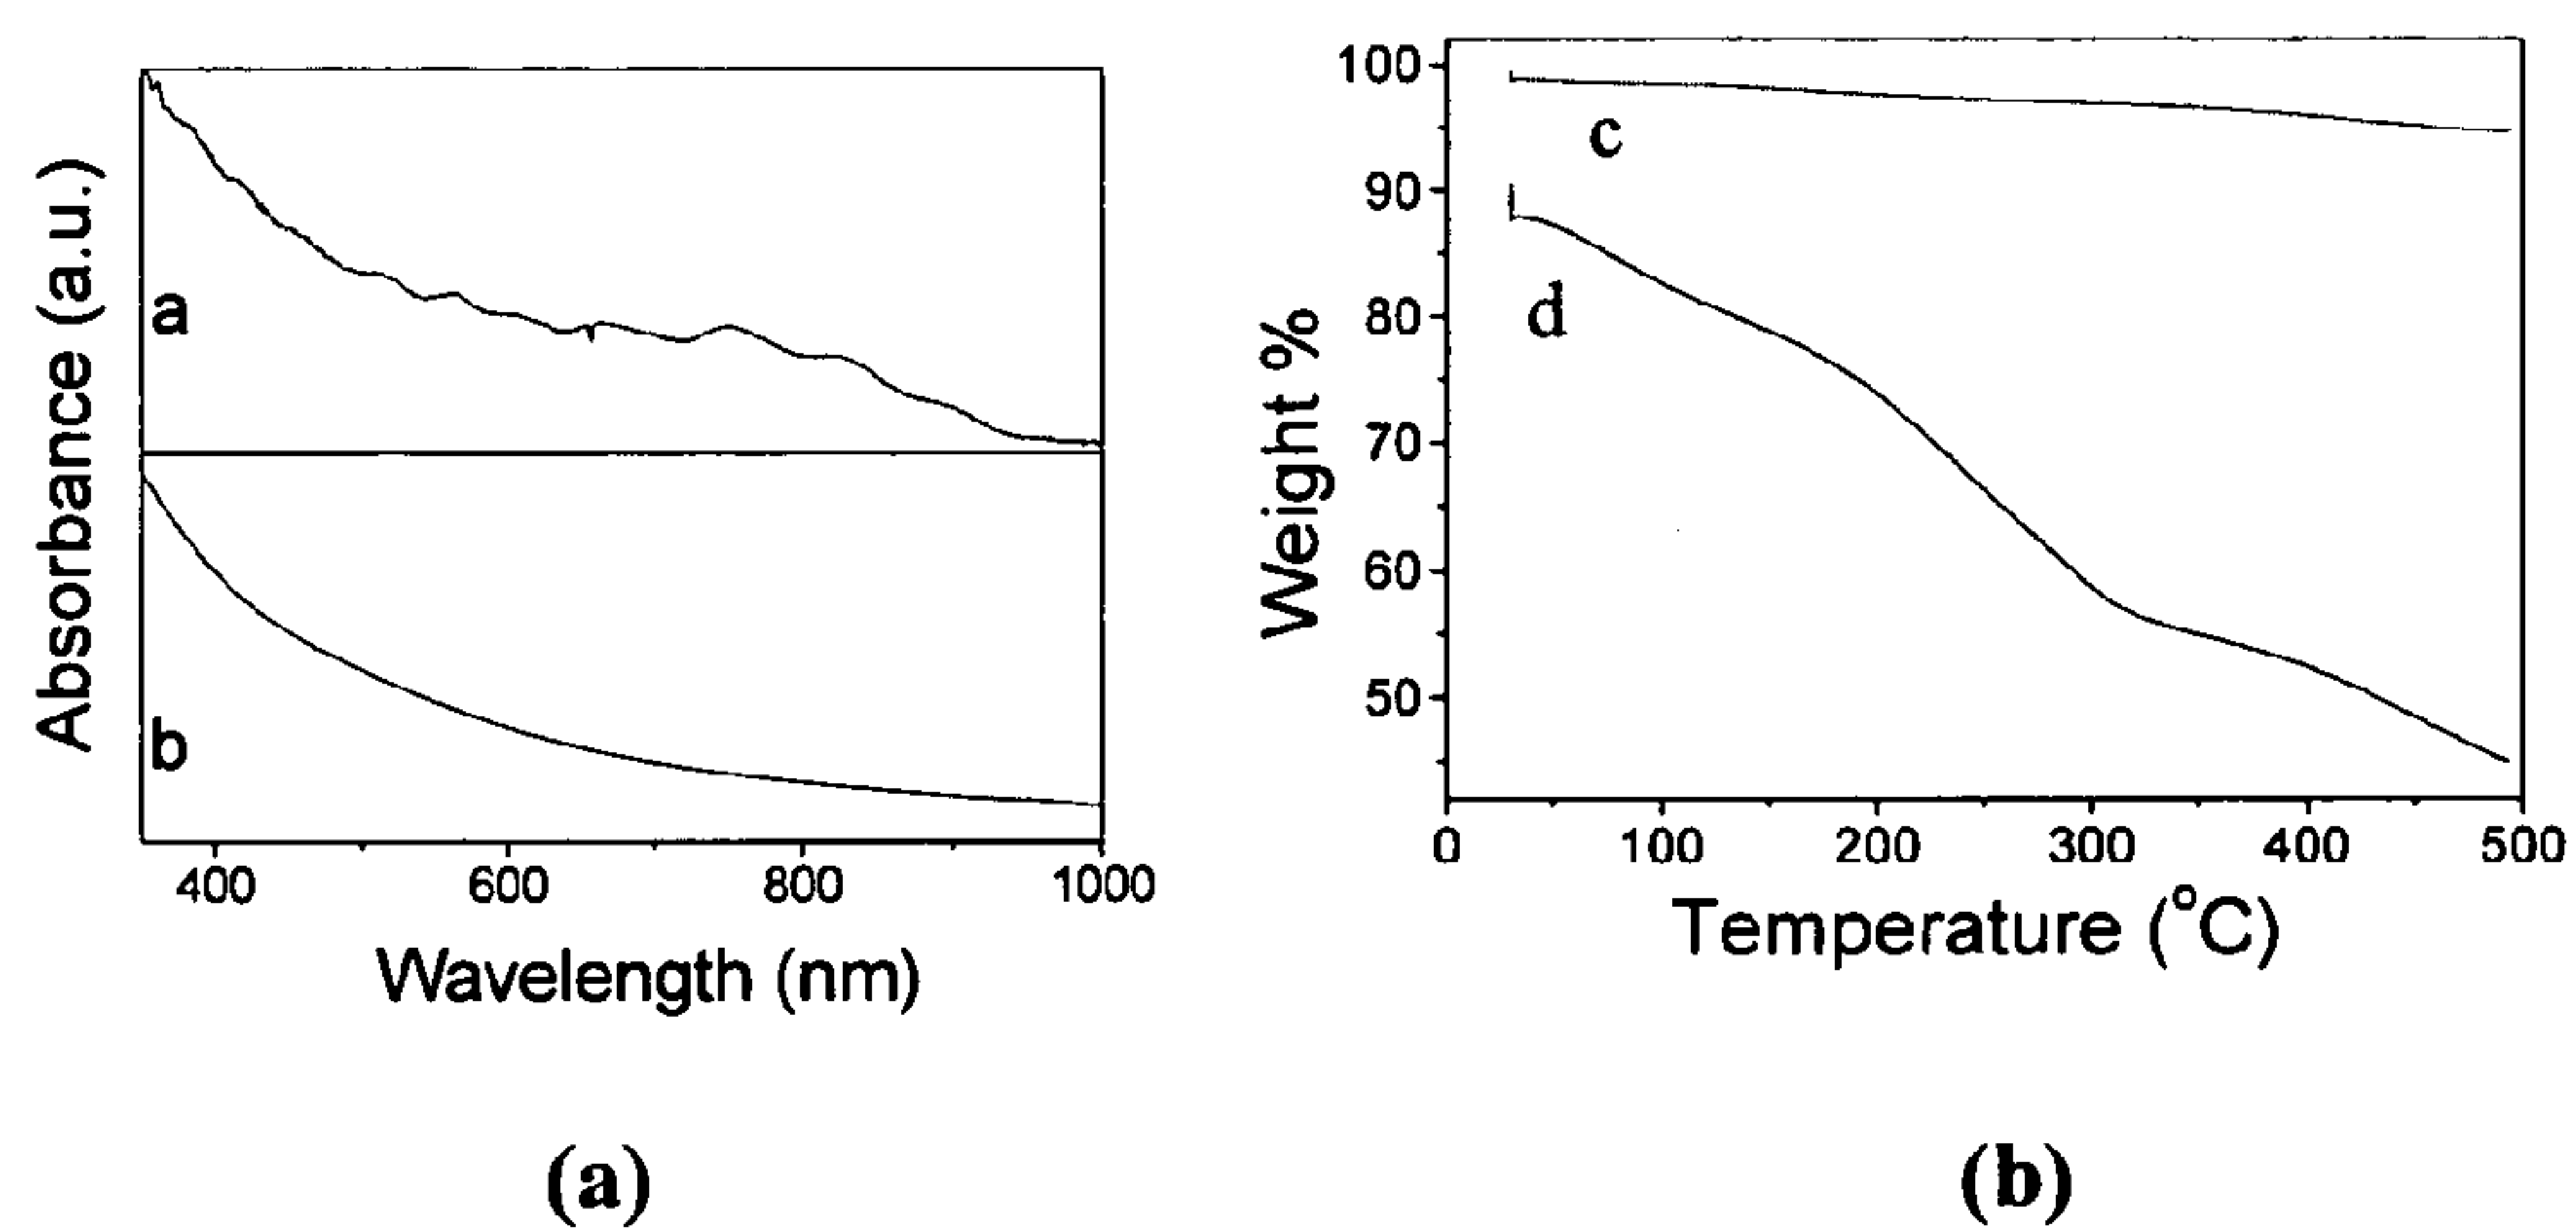 Absorbance (a.u.)
a
b
400 600 800 1000
Wavelength (nm)
(a)
Weight %
100
90
80
70
60
50
c
d
0 100 200 300 400 500
Temperature (°C)
(b)